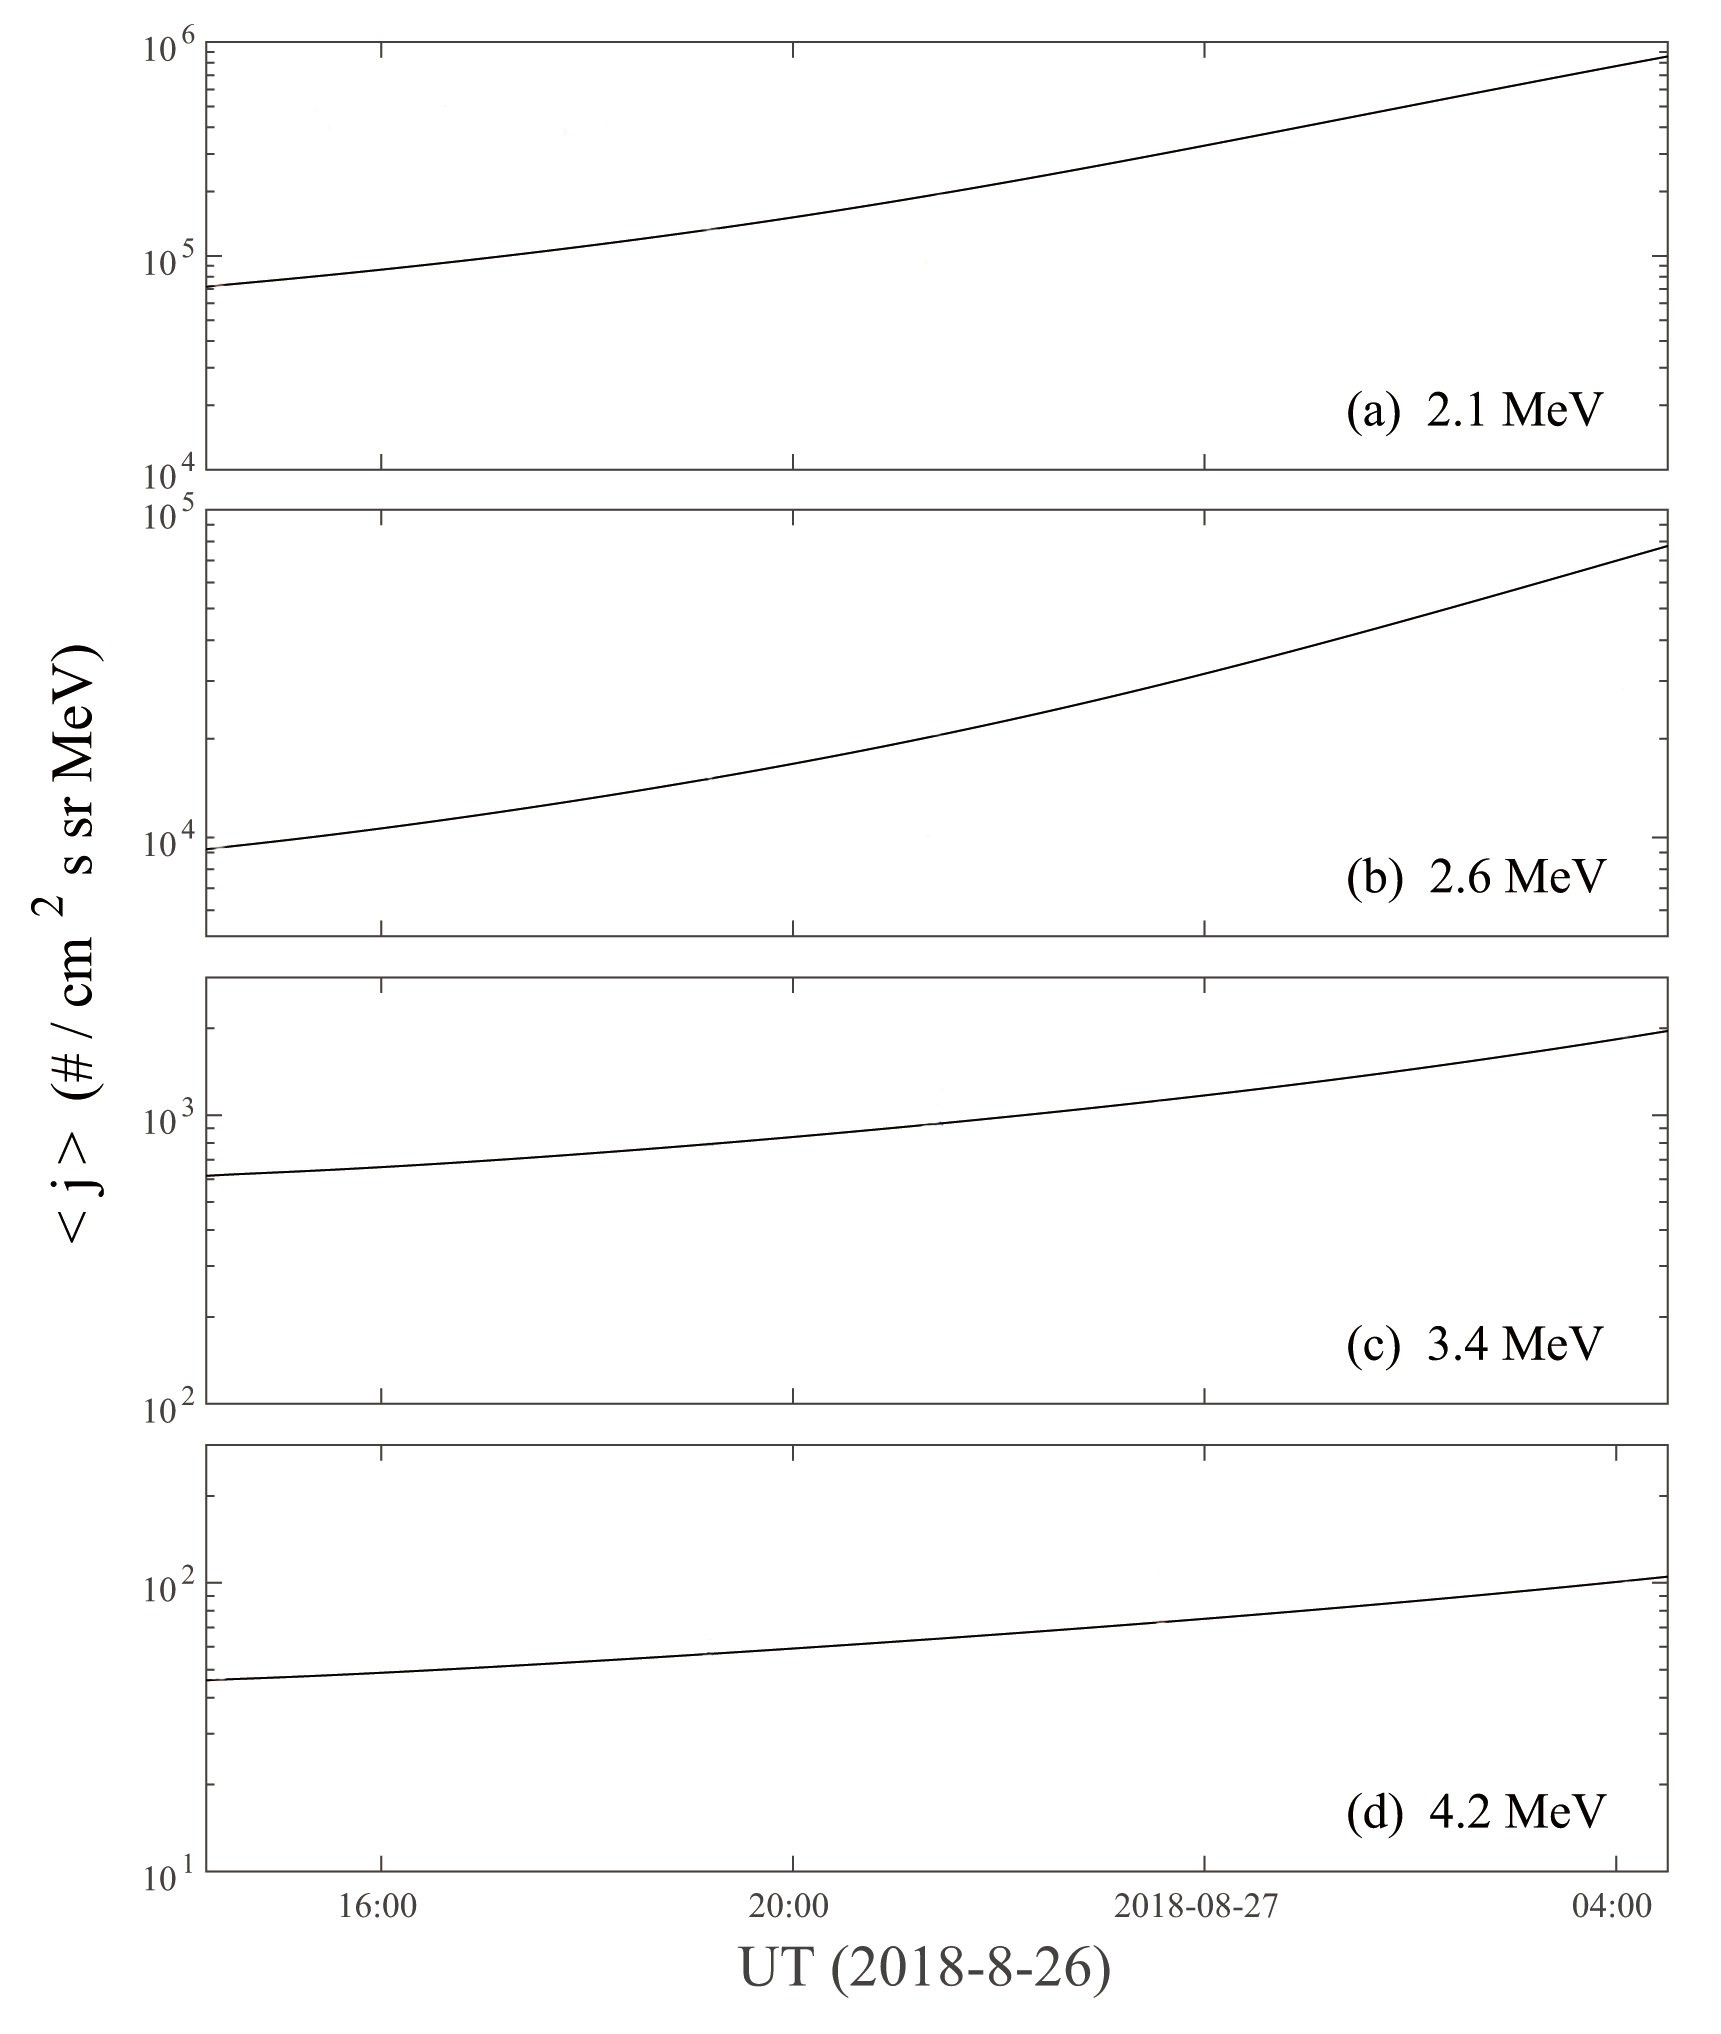 10^6
10^5
10^4
(a) 2.1 MeV
10^5
10^4
(b) 2.6 MeV
< j > (# / cm^2 s sr MeV)
10^3
10^2
(c) 3.4 MeV
10^2
10^1
(d) 4.2 MeV
16:00 20:00 2018-08-27 04:00
UT (2018-8-26)